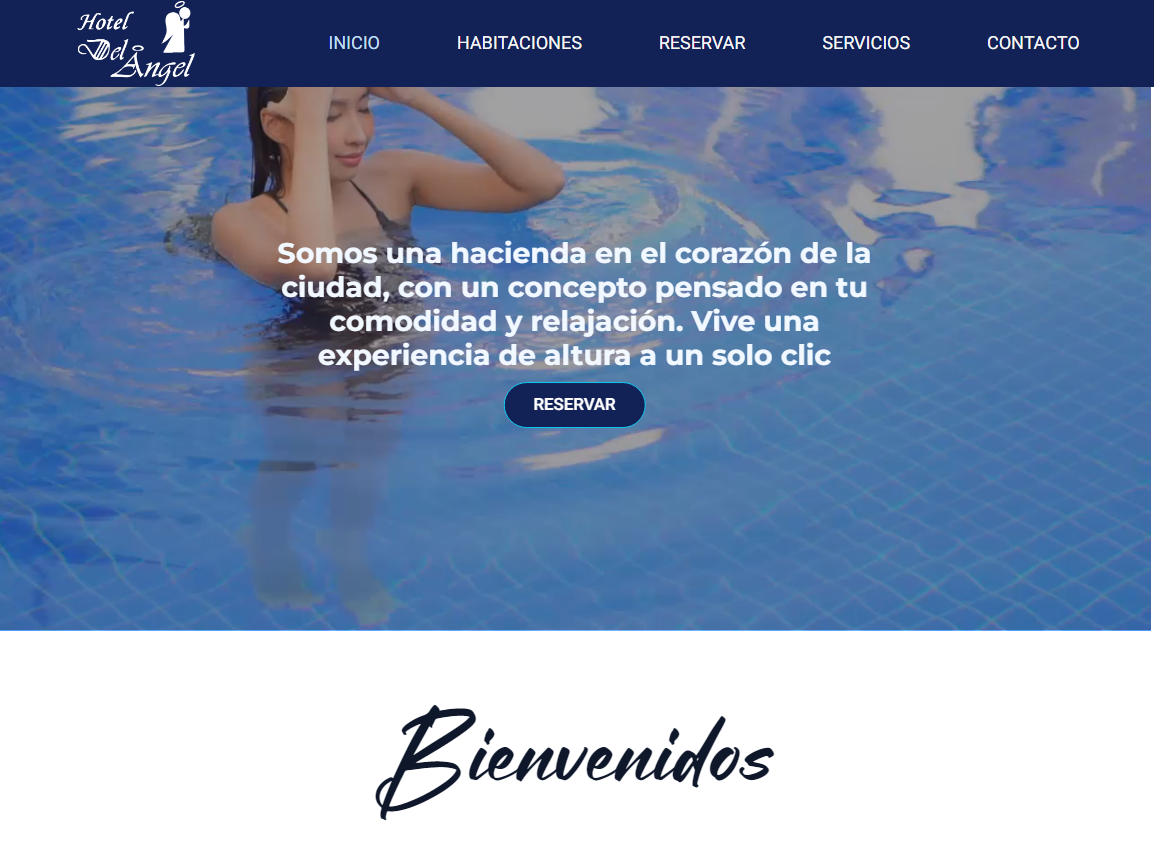 Hotel
Del Angel
INICIO
HABITACIONES
RESERVAR
SERVICIOS
CONTACTO
Somos una hacienda en el corazón de la
ciudad, con un concepto pensado en tu
comodidad y relajación. Vive una
experiencia de altura a un solo clic
RESERVAR
Bienvenidos